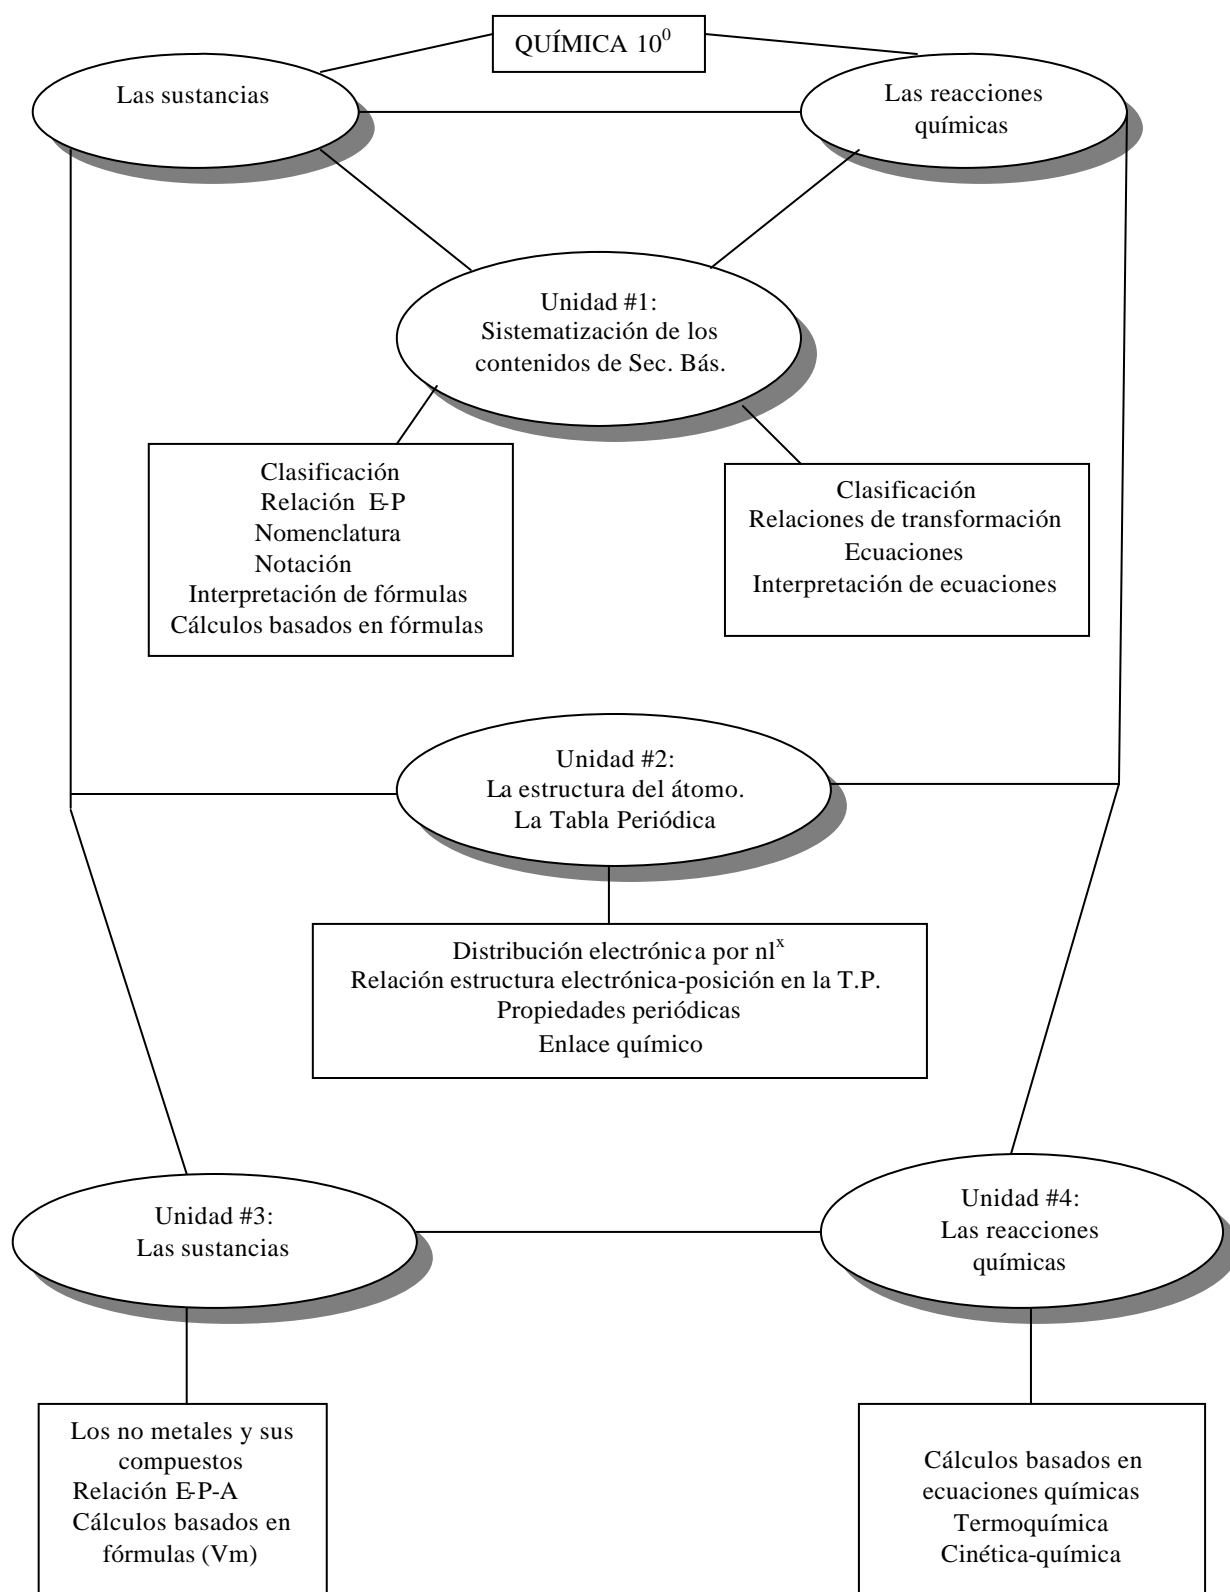 QUÍMICA 10⁰
Las sustancias
Las reacciones
químicas
Unidad #1:
Sistematización de los
contenidos de Sec. Bás.
Clasificación
Relación E-P
Nomenclatura
Notación
Interpretación de fórmulas
Cálculos basados en fórmulas
Clasificación
Relaciones de transformación
Ecuaciones
Interpretación de ecuaciones
Unidad #2:
La estructura del átomo.
La Tabla Periódica
Distribución electrónica por nlˣ
Relación estructura electrónica-posición en la T.P.
Propiedades periódicas
Enlace químico
Unidad #3:
Las sustancias
Unidad #4:
Las reacciones
químicas
Los no metales y sus
compuestos
Relación E-P-A
Cálculos basados en
fórmulas (Vm)
Cálculos basados en
ecuaciones químicas
Termoquímica
Cinética-química